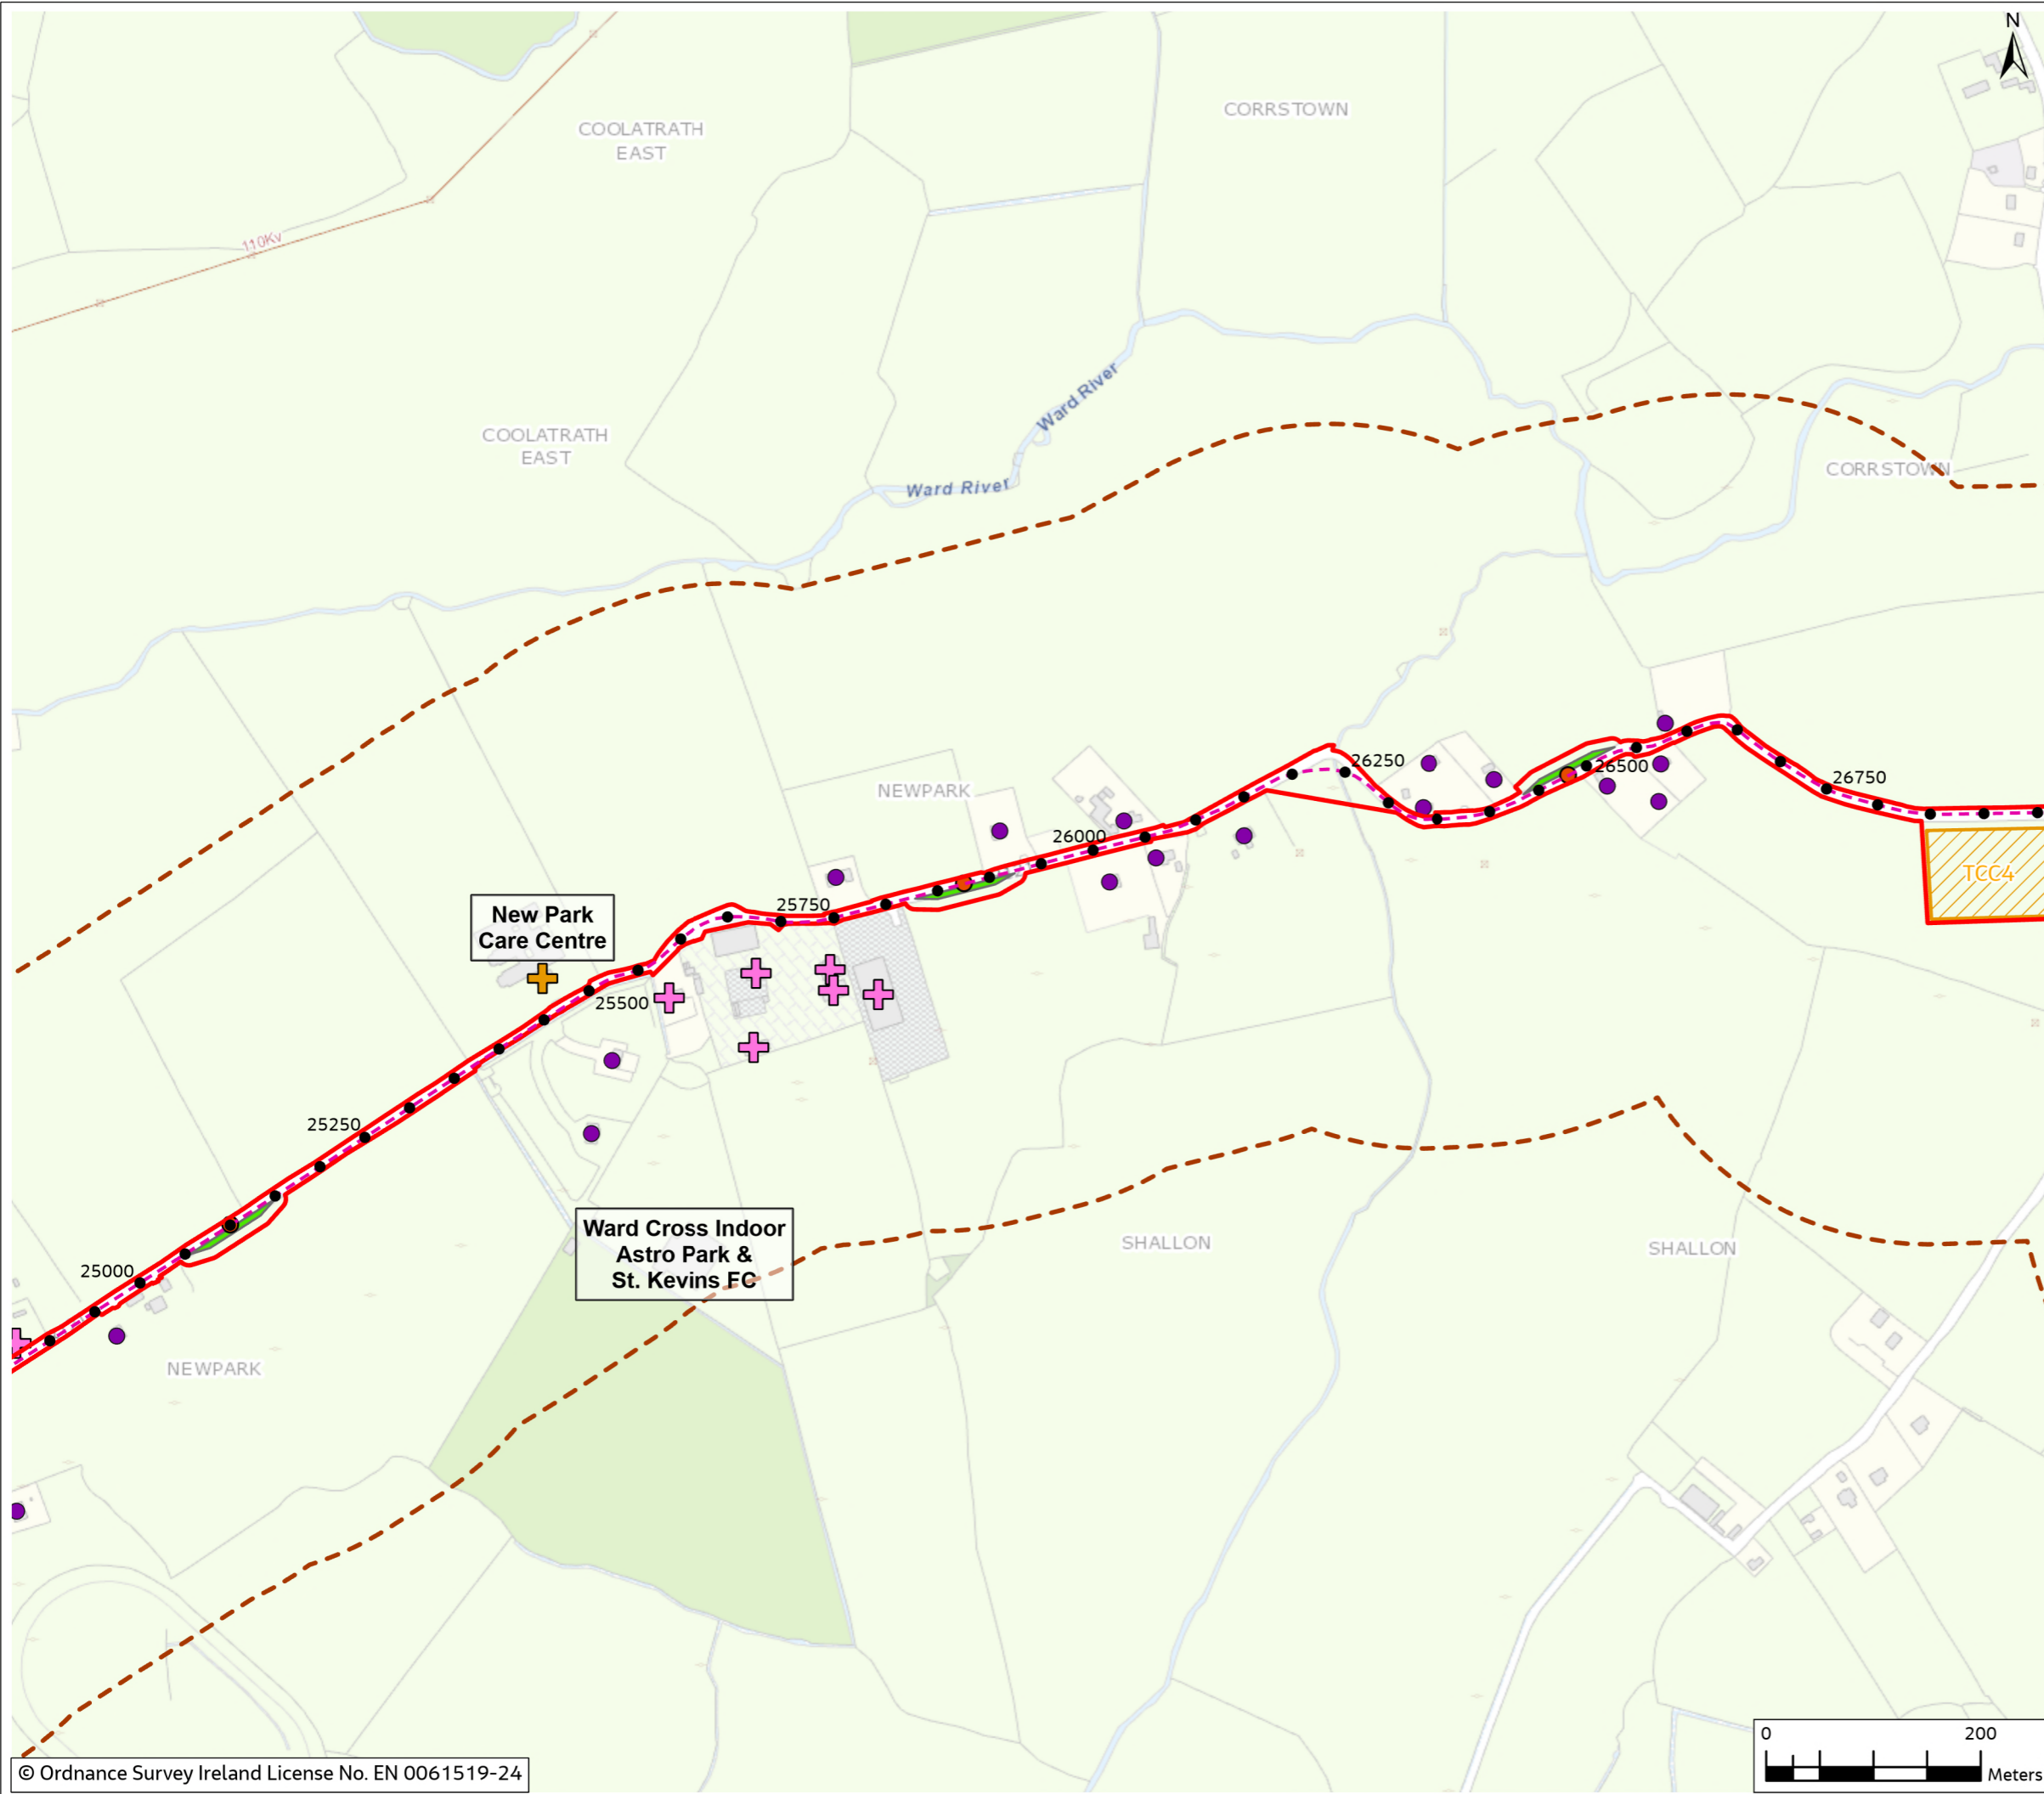 N
CORRSTOWN
COOLATRATH
EAST
110Kv
Ward River
COOLATRATH
EAST
CORRSTOWN
Ward River
26250
26500
26750
NEWPARK
26000
TCC4
25750
New Park
Care Centre
25500
25250
Ward Cross Indoor
Astro Park &
St. Kevins FC
SHALLON
SHALLON
25000
NEWPARK
0 200
Meters
© Ordnance Survey Ireland License No. EN 0061519-24